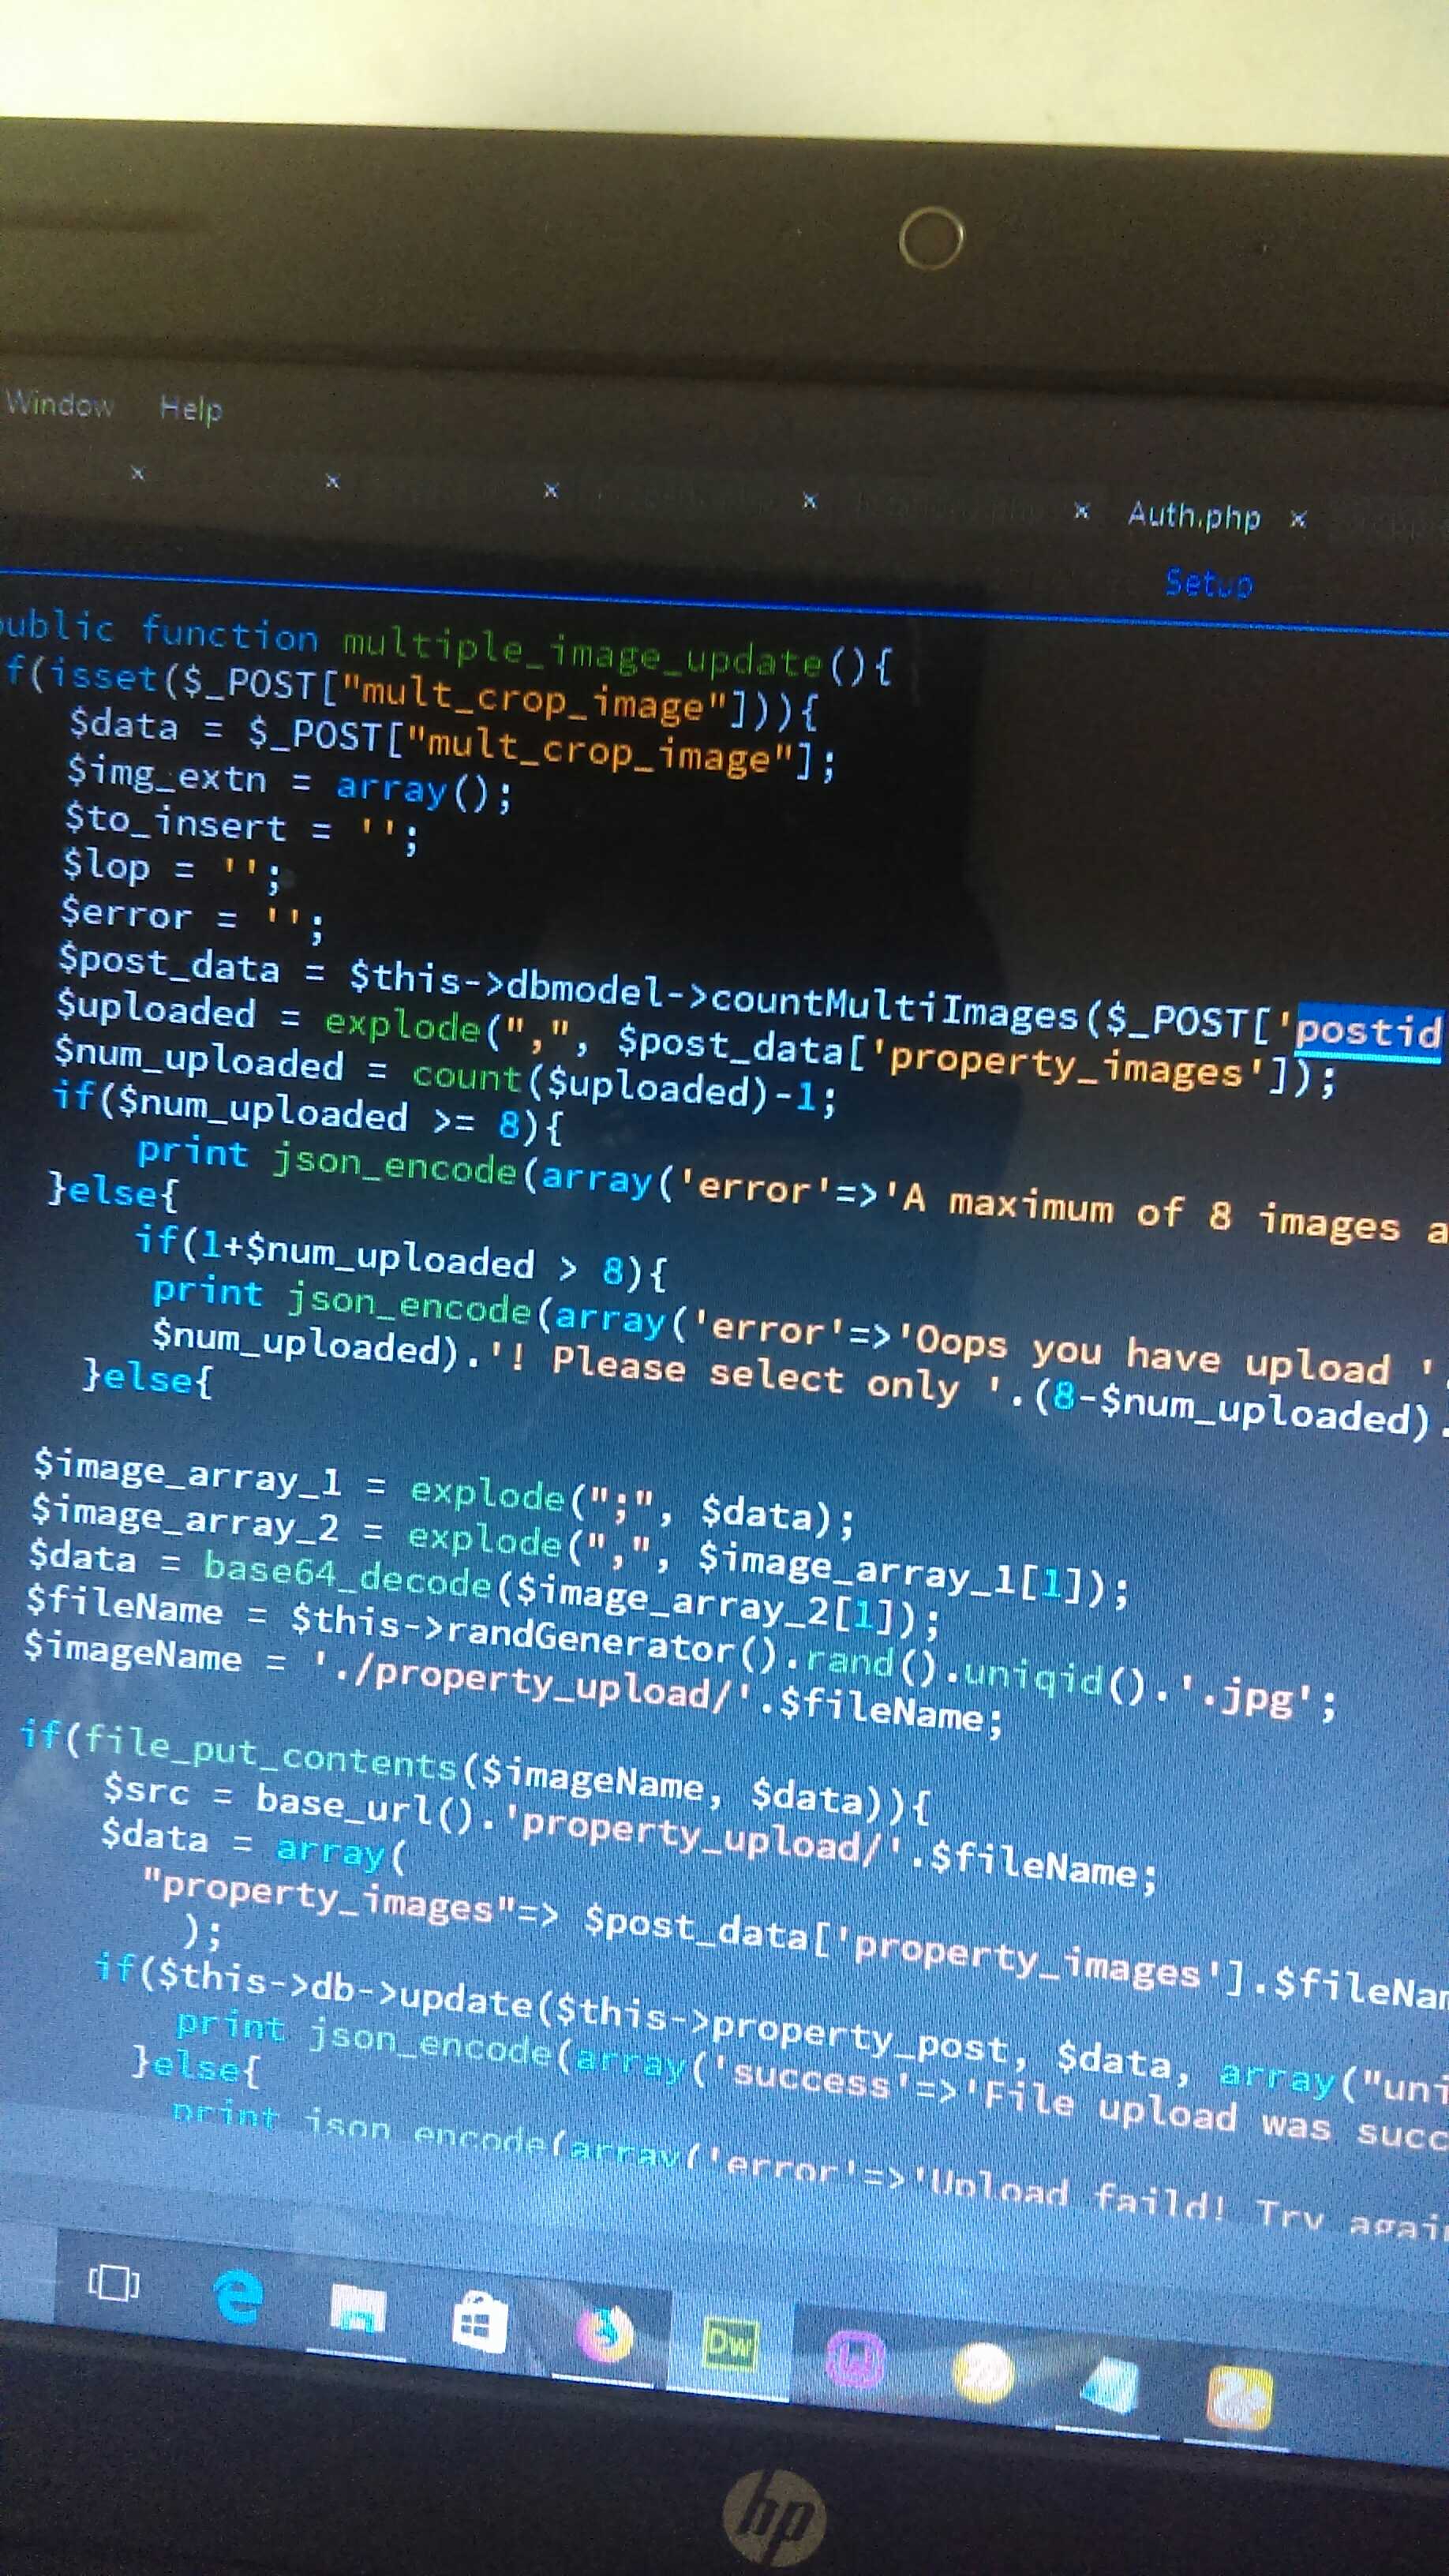 Window Help
× × × × × Auth.php ×
Setup
ublic function multiple_image_update(){
f(isset($_POST["mult_crop_image"])){
$data = $_POST["mult_crop_image"];
$img_extn = array();
$to_insert = '';
$lop = '';
$error = '';
$post_data = $this->dbmodel->countMultiImages($_POST['postid
$uploaded = explode(",", $post_data['property_images']);
$num_uploaded = count($uploaded)-1;
if($num_uploaded >= 8){
print json_encode(array('error'=>'A maximum of 8 images a
}else{
if(1+$num_uploaded > 8){
print json_encode(array('error'=>'Oops you have upload '.
$num_uploaded).'! Please select only '.(8-$num_uploaded).
}else{
$image_array_1 = explode(";", $data);
$image_array_2 = explode(",", $image_array_1[1]);
$data = base64_decode($image_array_2[1]);
$fileName = $this->randGenerator().rand().uniqid().'.jpg';
$imageName = './property_upload/'.$fileName;
if(file_put_contents($imageName, $data)){
$src = base_url().'property_upload/'.$fileName;
$data = array(
"property_images"=> $post_data['property_images'].$fileNam
);
if($this->db->update($this->property_post, $data, array("uni
print json_encode(array('success'=>'File upload was succ
}else{
print json_encode(array('error'=>'Upload faild! Try again
Dw
hp